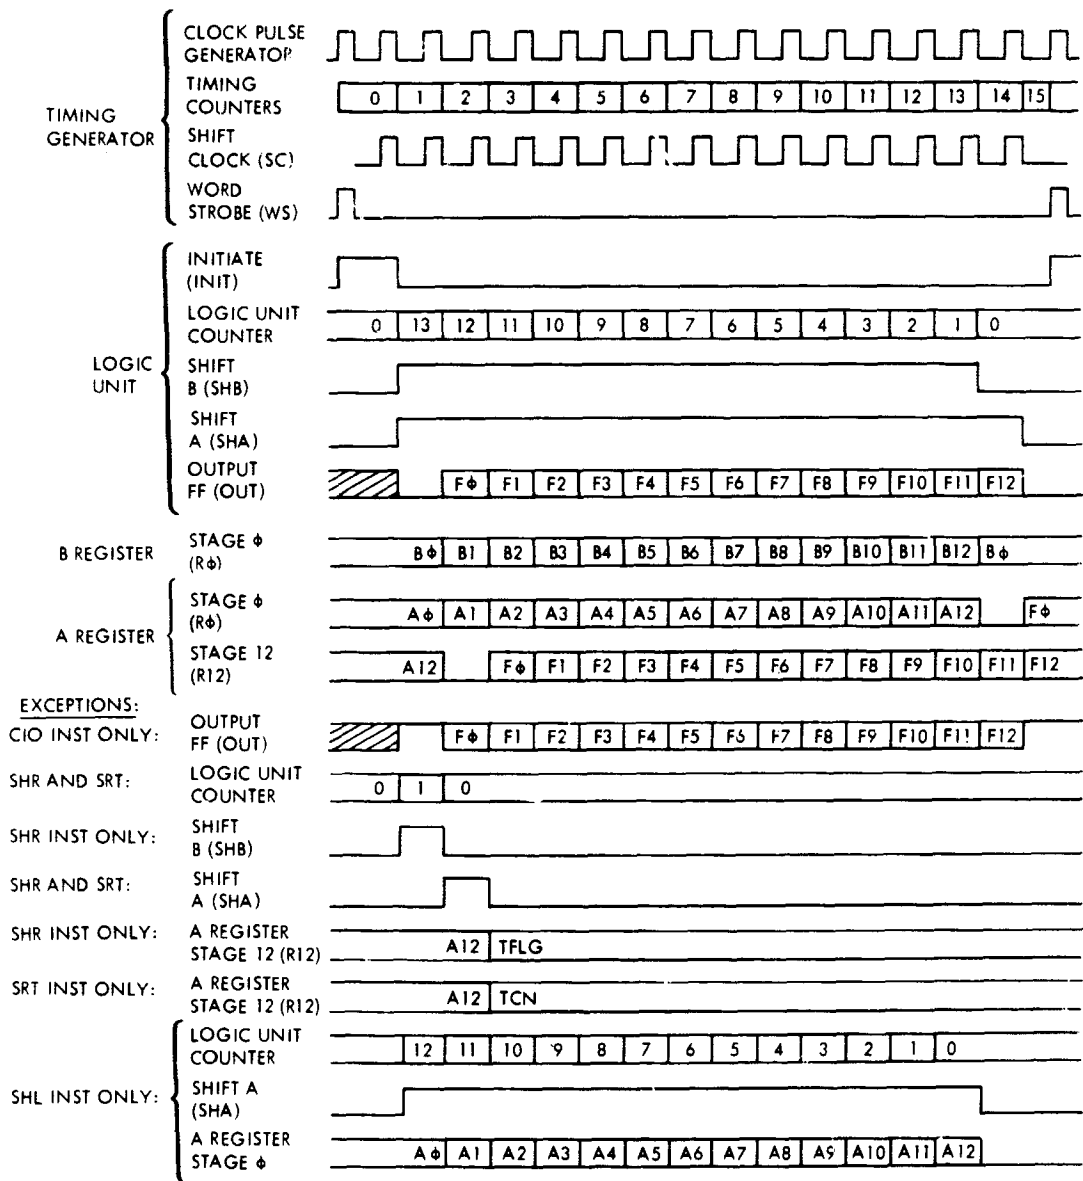 CLOCK PULSE
GENERATOR
TIMING
COUNTERS
0 1 2 3 4 5 6 7 8 9 10 11 12 13 14 15
TIMING
GENERATOR
SHIFT
CLOCK (SC)
WORD
STROBE (WS)
INITIATE
(INIT)
LOGIC UNIT
COUNTER
0 13 12 11 10 9 8 7 6 5 4 3 2 1 0
LOGIC
UNIT
SHIFT
B (SHB)
SHIFT
A (SHA)
OUTPUT
FF (OUT)
Fϕ F1 F2 F3 F4 F5 F6 F7 F8 F9 F10 F11 F12
B REGISTER
STAGE ϕ
(Rϕ)
Bϕ B1 B2 B3 B4 B5 B6 B7 B8 B9 B10 B11 B12 Bϕ
A REGISTER
STAGE ϕ
(Rϕ)
Aϕ A1 A2 A3 A4 A5 A6 A7 A8 A9 A10 A11 A12 Fϕ
STAGE 12
(R12)
A12 Fϕ F1 F2 F3 F4 F5 F6 F7 F8 F9 F10 F11 F12
EXCEPTIONS:
CIO INST ONLY:
OUTPUT
FF (OUT)
Fϕ F1 F2 F3 F4 F5 F6 F7 F8 F9 F10 F11 F12
SHR AND SRT:
LOGIC UNIT
COUNTER
0 1 0
SHR INST ONLY:
SHIFT
B (SHB)
SHR AND SRT:
SHIFT
A (SHA)
SHR INST ONLY:
A REGISTER
STAGE 12 (R12)
A12 TFLG
SRT INST ONLY:
A REGISTER
STAGE 12 (R12)
A12 TCN
SHL INST ONLY:
LOGIC UNIT
COUNTER
12 11 10 9 8 7 6 5 4 3 2 1 0
SHIFT A
(SHA)
A REGISTER
STAGE ϕ
Aϕ A1 A2 A3 A4 A5 A6 A7 A8 A9 A10 A11 A12